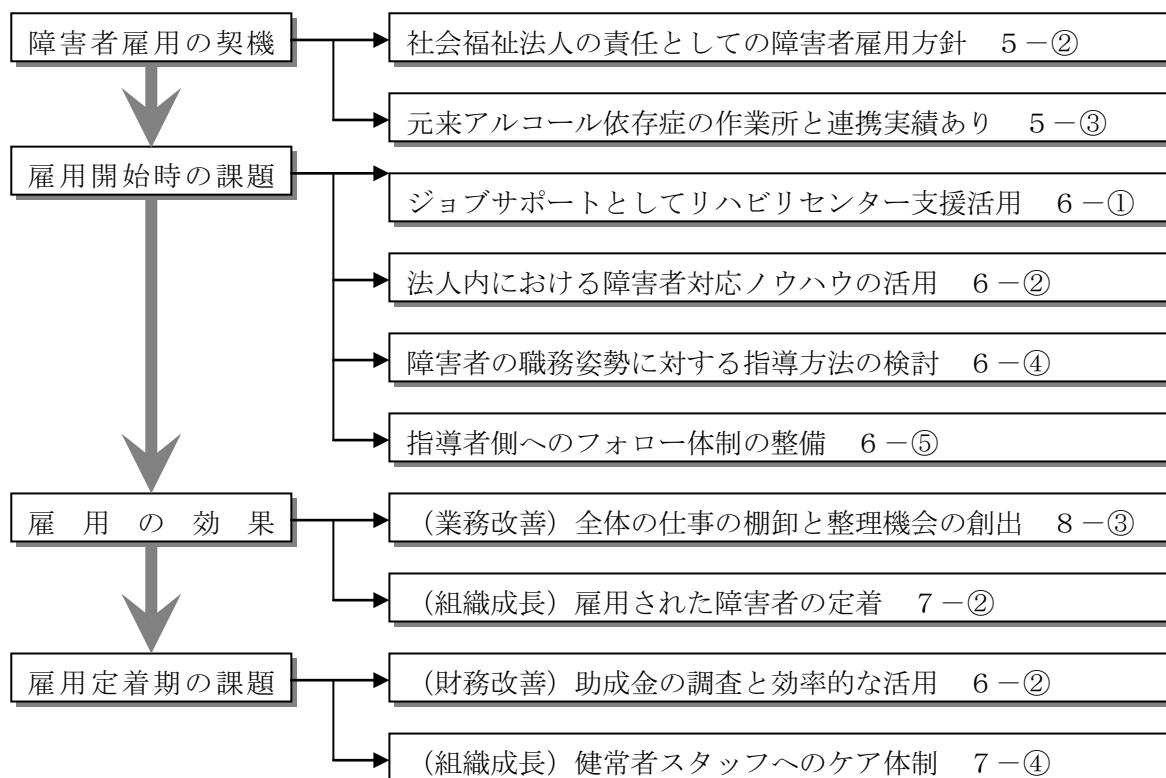 障害者雇用の契機
社会福祉法人の責任としての障害者雇用方針　５－②
元来アルコール依存症の作業所と連携実績あり　５－③
雇用開始時の課題
ジョブサポートとしてリハビリセンター支援活用　６－①
法人内における障害者対応ノウハウの活用　６－②
障害者の職務姿勢に対する指導方法の検討　６－④
指導者側へのフォロー体制の整備　６－⑤
雇用の効果
（業務改善）全体の仕事の棚卸と整理機会の創出　８－③
（組織成長）雇用された障害者の定着　７－②
雇用定着期の課題
（財務改善）助成金の調査と効率的な活用　６－②
（組織成長）健常者スタッフへのケア体制　７－④